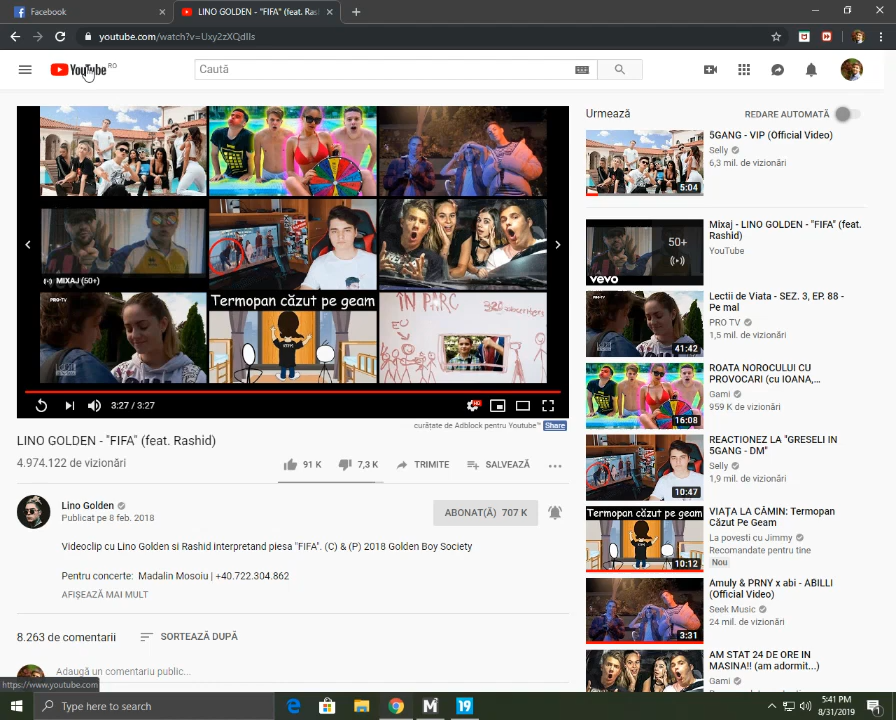 Facebook
LINO GOLDEN - "FIFA" (feat. Ras
youtube.com/watch?v=Uxy2zXQdIIs
YouTube RO
Caută
MIXAJ (50+)
Termopan căzut pe geam
ÎN PARC
320 subscribers
EU
3:27 / 3:27
HD
curățate de Adblock pentru Youtube™ Share
LINO GOLDEN - "FIFA" (feat. Rashid)
4.974.122 de vizionări
91 K
7,3 K
TRIMITE
SALVEAZĂ
Lino Golden
Publicat pe 8 feb. 2018
ABONAT(Ă) 707 K
Videoclip cu Lino Golden si Rashid interpretand piesa "FIFA". (C) & (P) 2018 Golden Boy Society
Pentru concerte: Madalin Mosoiu | +40.722.304.862
AFIȘEAZĂ MAI MULT
8.263 de comentarii
SORTEAZĂ DUPĂ
Adaugă un comentariu public...
https://www.youtube.com
Urmează
REDARE AUTOMATĂ
5:04
5GANG - VIP (Official Video)
Selly
6,3 mil. de vizionări
50+
vevo
Mixaj - LINO GOLDEN - "FIFA" (feat.
Rashid)
YouTube
41:42
Lectii de Viata - SEZ. 3, EP. 88 -
Pe mal
PRO TV
1,5 mil. de vizionări
16:08
ROATA NOROCULUI CU
PROVOCARI (cu IOANA,...
Gami
959 K de vizionări
10:47
REACTIONEZ LA "GRESELI IN
5GANG - DM"
Selly
1,9 mil. de vizionări
Termopan căzut pe geam
10:12
VIAȚA LA CĂMIN: Termopan
Căzut Pe Geam
La povesti cu Jimmy
Recomandate pentru tine
Nou
3:31
Amuly & PRNY x abi - ABILLI
(Official Video)
Seek Music
24 mil. de vizionări
AM STAT 24 DE ORE IN
MASINA!! (am adormit...)
Gami
Type here to search
19
5:41 PM
8/31/2019